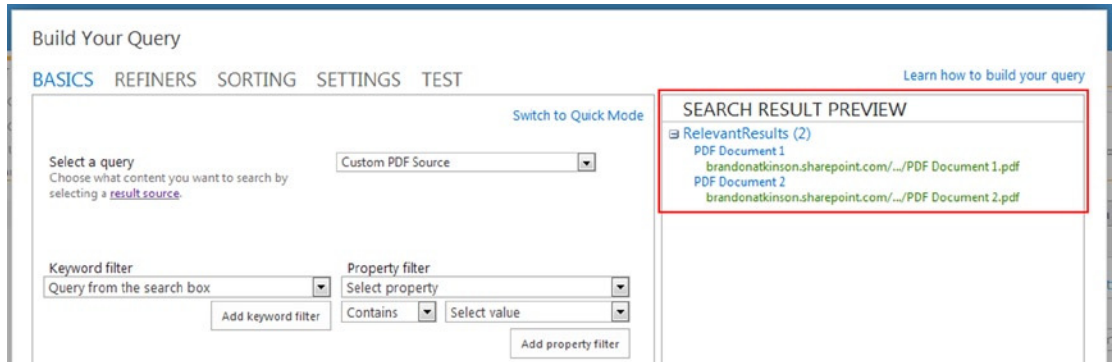 Build Your Query
BASICS REFINERS SORTING SETTINGS TEST
Learn how to build your query
Switch to Quick Mode
Select a query
Choose what content you want to search by
selecting a result source.
Custom PDF Source
Keyword filter
Query from the search box
Add keyword filter
Property filter
Select property
Contains
Select value
Add property filter
SEARCH RESULT PREVIEW
RelevantResults (2)
PDF Document 1
brandonatkinson.sharepoint.com/.../PDF Document 1.pdf
PDF Document 2
brandonatkinson.sharepoint.com/.../PDF Document 2.pdf